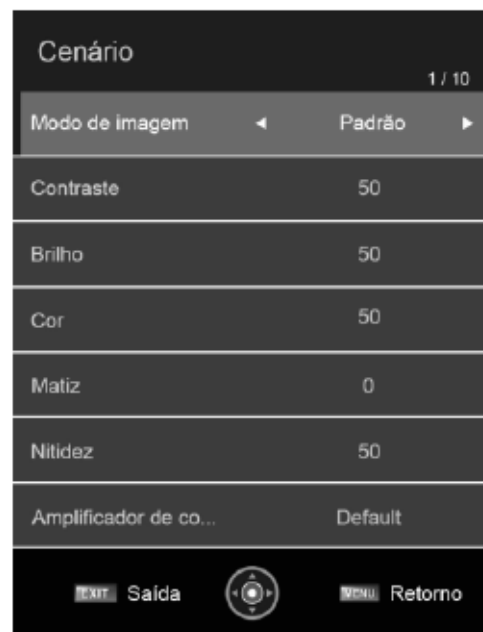 Cenário
1 / 10
Modo de imagem Padrão
Contraste 50
Brilho 50
Cor 50
Matiz 0
Nitidez 50
Amplificador de co... Default
EXIT Saída MENU Retorno